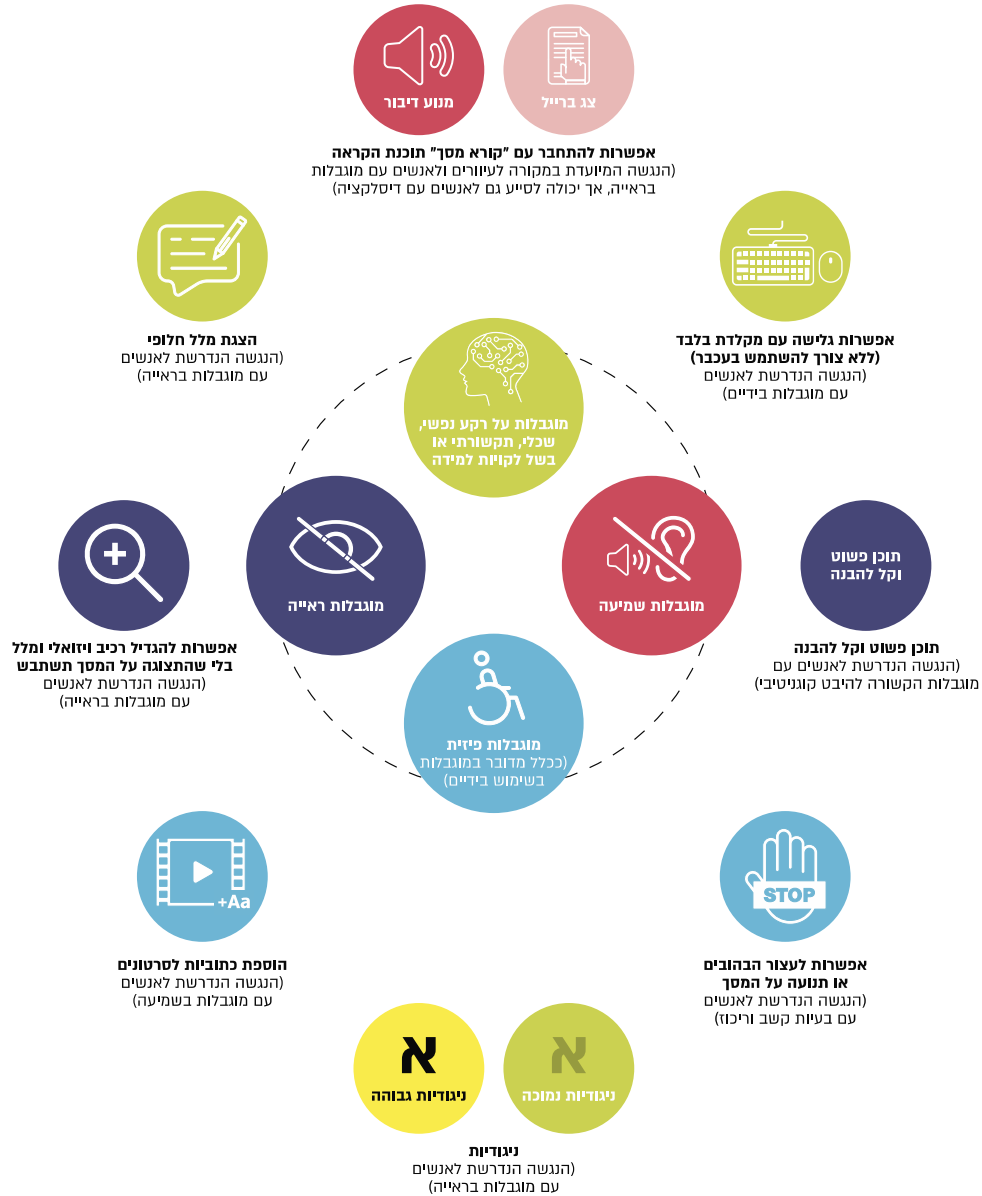 צג ברייל
מנוע דיבור
אפשרות להתחבר עם "קורא מסך" תוכנת הקראה
(הנגשה המיועדת במקורה לעיוורים ולאנשים עם מוגבלות
בראייה, אך יכולה לסייע גם לאנשים עם דיסלקציה)
אפשרות גלישה עם מקלדת בלבד
(ללא צורך להשתמש בעכבר)
(הנגשה הנדרשת לאנשים
עם מוגבלות בידיים)
הצגת מלל חלופי
(הנגשה הנדרשת לאנשים
עם מוגבלות בראייה)
מוגבלות על רקע נפשי,
שכלי, תקשורתי או
בשל לקויות למידה
תוכן פשוט
וקל להבנה
תוכן פשוט וקל להבנה
(הנגשה הנדרשת לאנשים עם
מוגבלות הקשורה להיבט קוגניטיבי)
מוגבלות שמיעה
מוגבלות ראייה
אפשרות להגדיל רכיב ויזואלי ומלל
בלי שהתצוגה על המסך תשתבש
(הנגשה הנדרשת לאנשים
עם מוגבלות בראייה)
מוגבלות פיזית
(ככלל מדובר במוגבלות
בשימוש בידיים)
STOP
אפשרות לעצור הבהובים
או תנועה על המסך
(הנגשה הנדרשת לאנשים
עם בעיות קשב וריכוז)
+Aa
הוספת כתוביות לסרטונים
(הנגשה הנדרשת לאנשים
עם מוגבלות בשמיעה)
א
ניגודיות נמוכה
א
ניגודיות גבוהה
ניגודיות
(הנגשה הנדרשת לאנשים
עם מוגבלות בראייה)